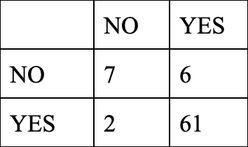 NO YES
NO 7 6
YES 2 61